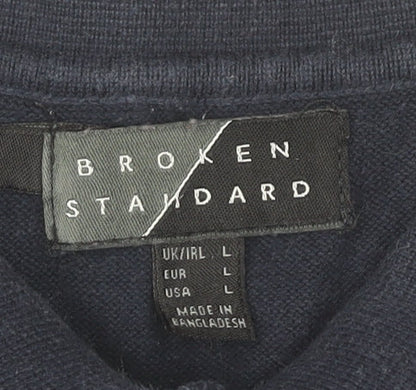 BROKEN
STANDARD
UK/IRL L
EUR L
USA L
MADE IN
BANGLADESH